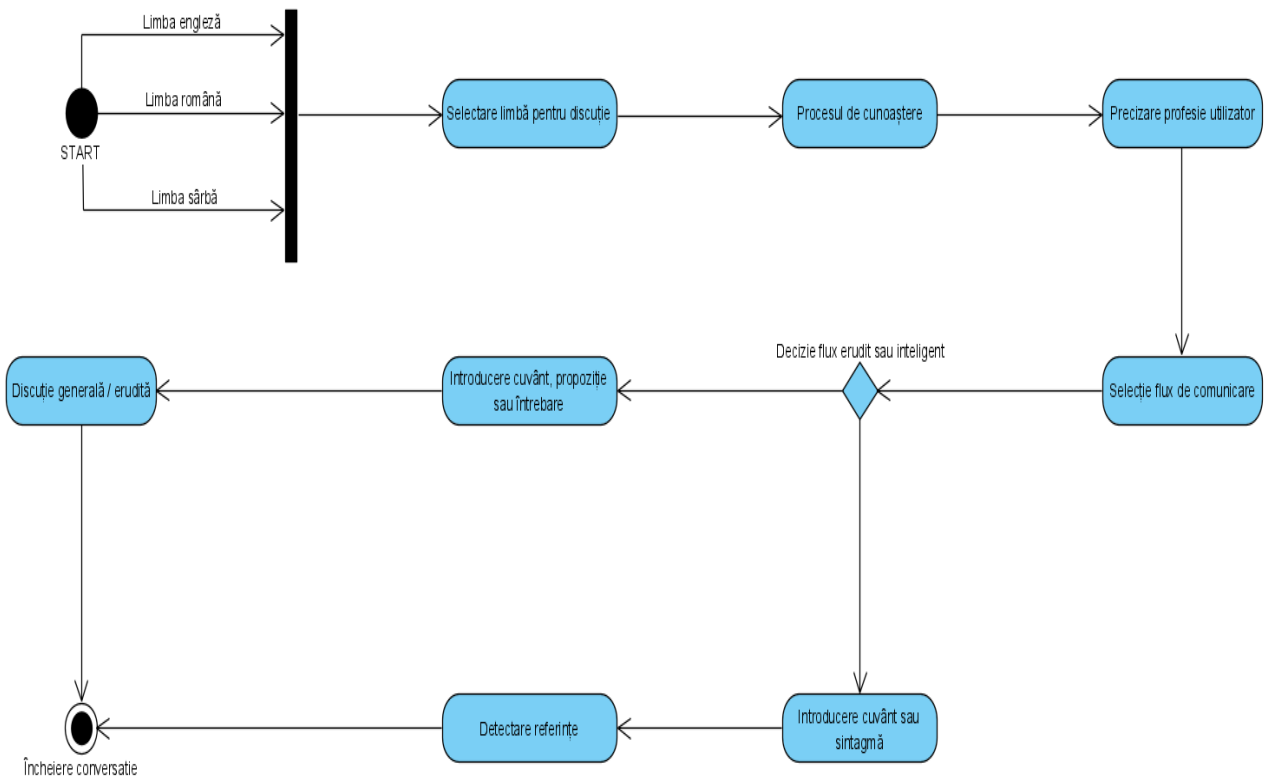 Limba engleză
Limba română
START
Limba sârbă
Selectare limbă pentru discuție
Procesul de cunoaștere
Precizare profesie utilizator
Decizie flux erudit sau inteligent
Selecție flux de comunicare
Introducere cuvânt, propoziție
sau întrebare
Discuție generală / erudită
Introducere cuvânt sau
sintagmă
Detectare referințe
Încheiere conversatie